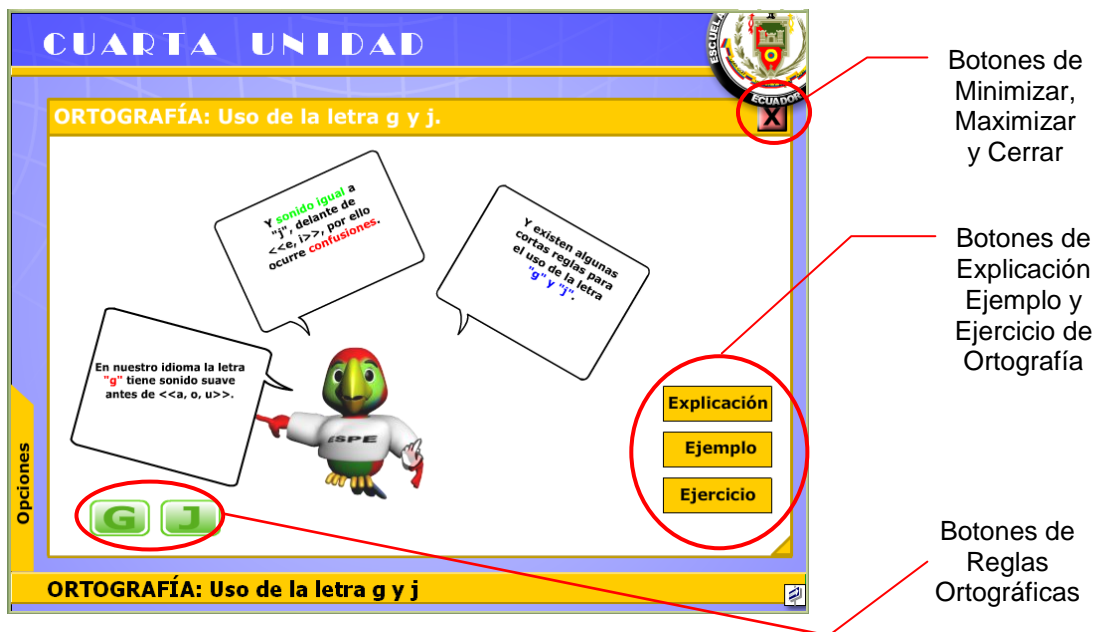 CUARTA UNIDAD
ESCUELA
ECUADOR
ORTOGRAFÍA: Uso de la letra g y j.
X
Y sonido igual a
"j", delante de
<<e, i>>, por ello
ocurre confusiones.
Y existen algunas
cortas reglas para
el uso de la letra
"g" y "j".
En nuestro idioma la letra
"g" tiene sonido suave
antes de <<a, o, u>>.
ESPE
Explicación
Ejemplo
Ejercicio
Opciones
G J
ORTOGRAFÍA: Uso de la letra g y j
Botones de
Minimizar,
Maximizar
y Cerrar
Botones de
Explicación
Ejemplo y
Ejercicio de
Ortografía
Botones de
Reglas
Ortográficas